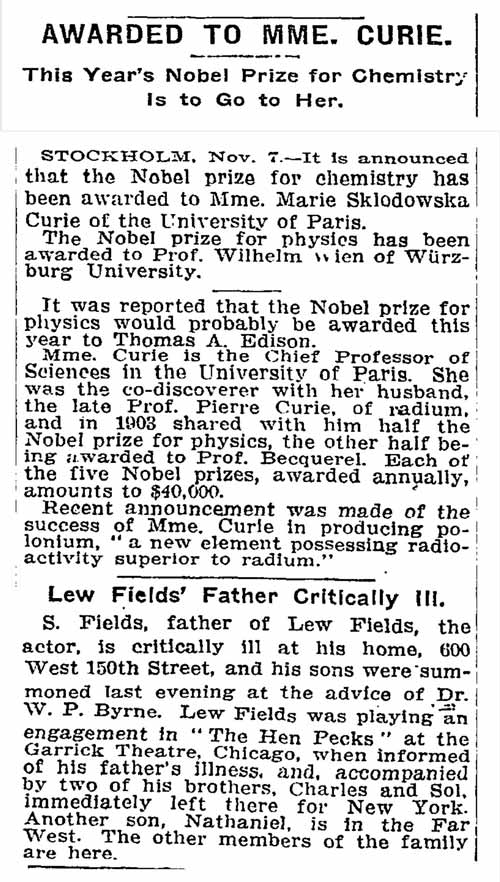 AWARDED TO MME. CURIE.
This Year's Nobel Prize for Chemistry
Is to Go to Her.
STOCKHOLM, Nov. 7.—It is announced
that the Nobel prize for chemistry has
been awarded to Mme. Marie Sklodowska
Curie of the University of Paris.
The Nobel prize for physics has been
awarded to Prof. Wilhelm Wien of Würz-
burg University.
It was reported that the Nobel prize for
physics would probably be awarded this
year to Thomas A. Edison.
Mme. Curie is the Chief Professor of
Sciences in the University of Paris. She
was the co-discoverer with her husband,
the late Prof. Pierre Curie, of radium,
and in 1903 shared with him half the
Nobel prize for physics, the other half be-
ing awarded to Prof. Becquerel. Each of
the five Nobel prizes, awarded annually,
amounts to $40,000.
Recent announcement was made of the
success of Mme. Curie in producing po-
lonium, "a new element possessing radio-
activity superior to radium."
Lew Fields' Father Critically Ill.
S. Fields, father of Lew Fields, the
actor, is critically ill at his home, 600
West 150th Street, and his sons were sum-
moned last evening at the advice of Dr.
W. P. Byrne. Lew Fields was playing an
engagement in "The Hen Pecks" at the
Garrick Theatre, Chicago, when informed
of his father's illness, and, accompanied
by two of his brothers, Charles and Sol,
immediately left there for New York.
Another son, Nathaniel, is in the Far
West. The other members of the family
are here.